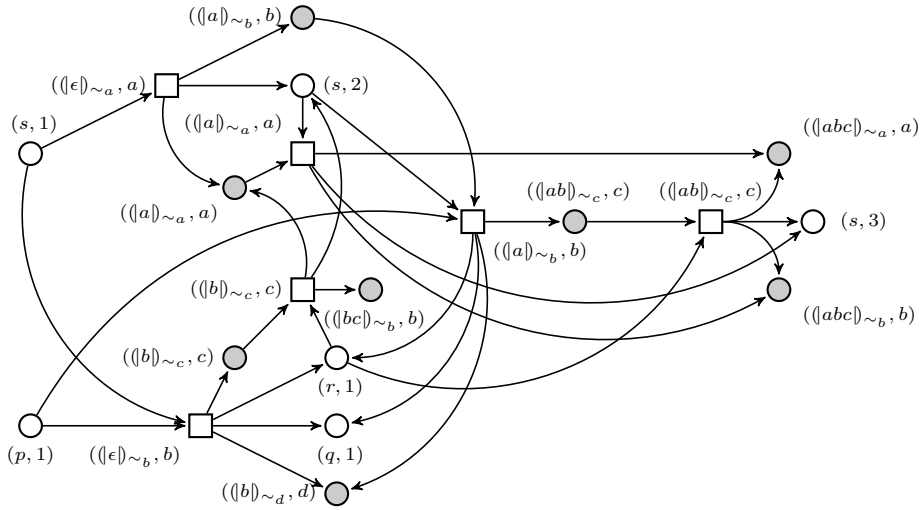 ((⦇a⦈∼b, b)
((⦇ϵ⦈∼a, a)
(s, 2)
(s, 1)
((⦇a⦈∼a, a)
((⦇abc⦈∼a, a)
((⦇a⦈∼a, a)
((⦇ab⦈∼c, c)
((⦇ab⦈∼c, c)
(s, 3)
((⦇a⦈∼b, b)
((⦇b⦈∼c, c)
((⦇bc⦈∼b, b)
((⦇abc⦈∼b, b)
((⦇b⦈∼c, c)
(r, 1)
(p, 1)
((⦇ϵ⦈∼b, b)
(q, 1)
((⦇b⦈∼d, d)